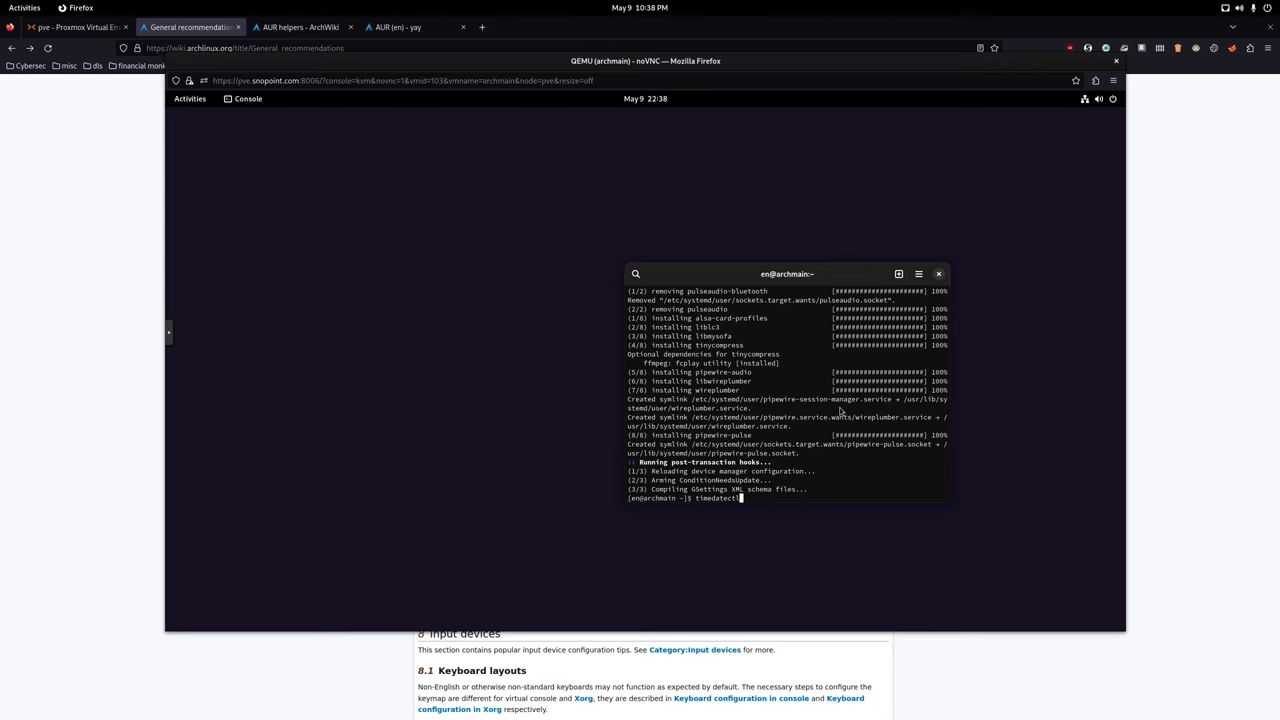 Activities Firefox May 9 10:38 PM
pve - Proxmox Virtual En × General recommendation × AUR helpers - ArchWiki × AUR (en) - yay × +
https://wiki.archlinux.org/title/General_recommendations
Cybersec misc dls financial monk
QEMU (archmain) - noVNC — Mozilla Firefox ×
https://pve.snopoint.com:8006/?console=kvm&novnc=1&vmid=103&vmname=archmain&node=pve&resize=off
Activities Console May 9 22:38
en@archmain:~
(1/2) removing pulseaudio-bluetooth [######################] 100%
Removed "/etc/systemd/user/sockets.target.wants/pulseaudio.socket".
(2/2) removing pulseaudio [######################] 100%
(1/8) installing alsa-card-profiles [######################] 100%
(2/8) installing liblc3 [######################] 100%
(3/8) installing libmysofa [######################] 100%
(4/8) installing tinycompress [######################] 100%
Optional dependencies for tinycompress
ffmpeg: fcplay utility [installed]
(5/8) installing pipewire-audio [######################] 100%
(6/8) installing libwireplumber [######################] 100%
(7/8) installing wireplumber [######################] 100%
Created symlink /etc/systemd/user/pipewire-session-manager.service → /usr/lib/sy
stemd/user/wireplumber.service.
Created symlink /etc/systemd/user/pipewire.service.wants/wireplumber.service → /
usr/lib/systemd/user/wireplumber.service.
(8/8) installing pipewire-pulse [######################] 100%
Created symlink /etc/systemd/user/sockets.target.wants/pipewire-pulse.socket → /
usr/lib/systemd/user/pipewire-pulse.socket.
:: Running post-transaction hooks...
(1/3) Reloading device manager configuration...
(2/3) Arming ConditionNeedsUpdate...
(3/3) Compiling GSettings XML schema files...
[en@archmain ~]$ timedatectl
8 Input devices
This section contains popular input device configuration tips. See Category:Input devices for more.
8.1 Keyboard layouts
Non-English or otherwise non-standard keyboards may not function as expected by default. The necessary steps to configure the
keymap are different for virtual console and Xorg, they are described in Keyboard configuration in console and Keyboard
configuration in Xorg respectively.